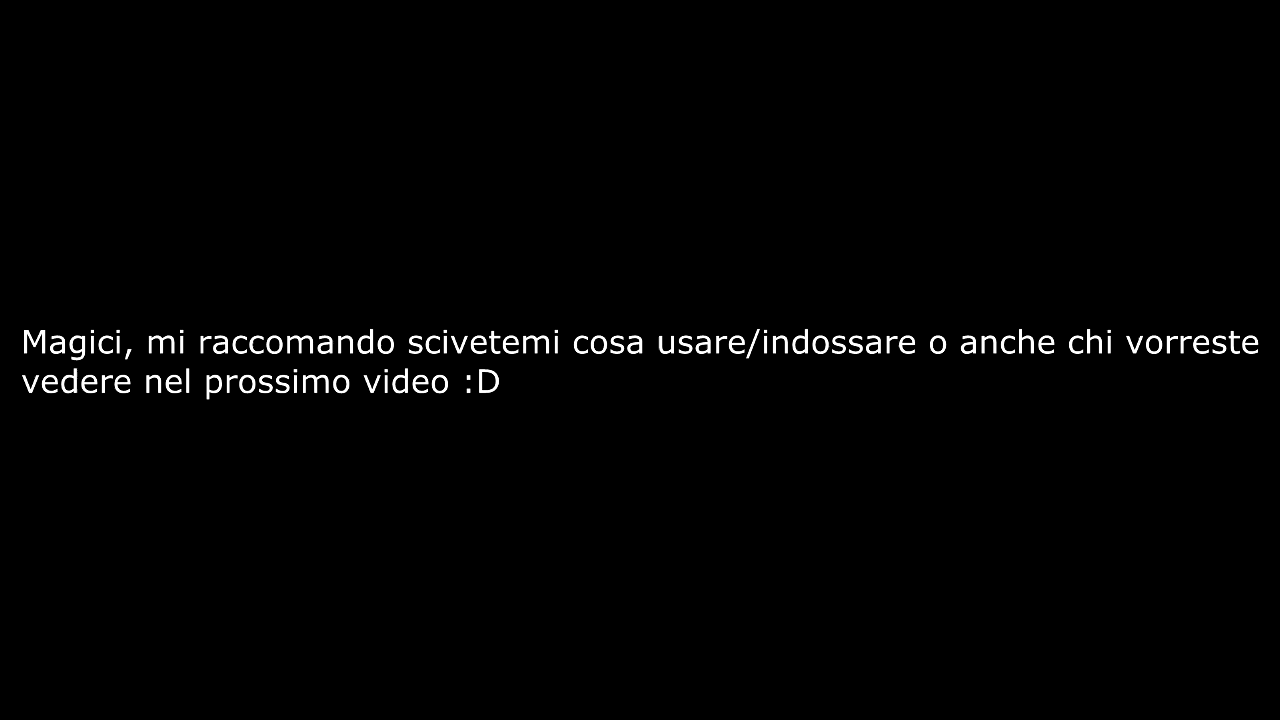 Magici, mi raccomando scivetemi cosa usare/indossare o anche chi vorreste
vedere nel prossimo video :D